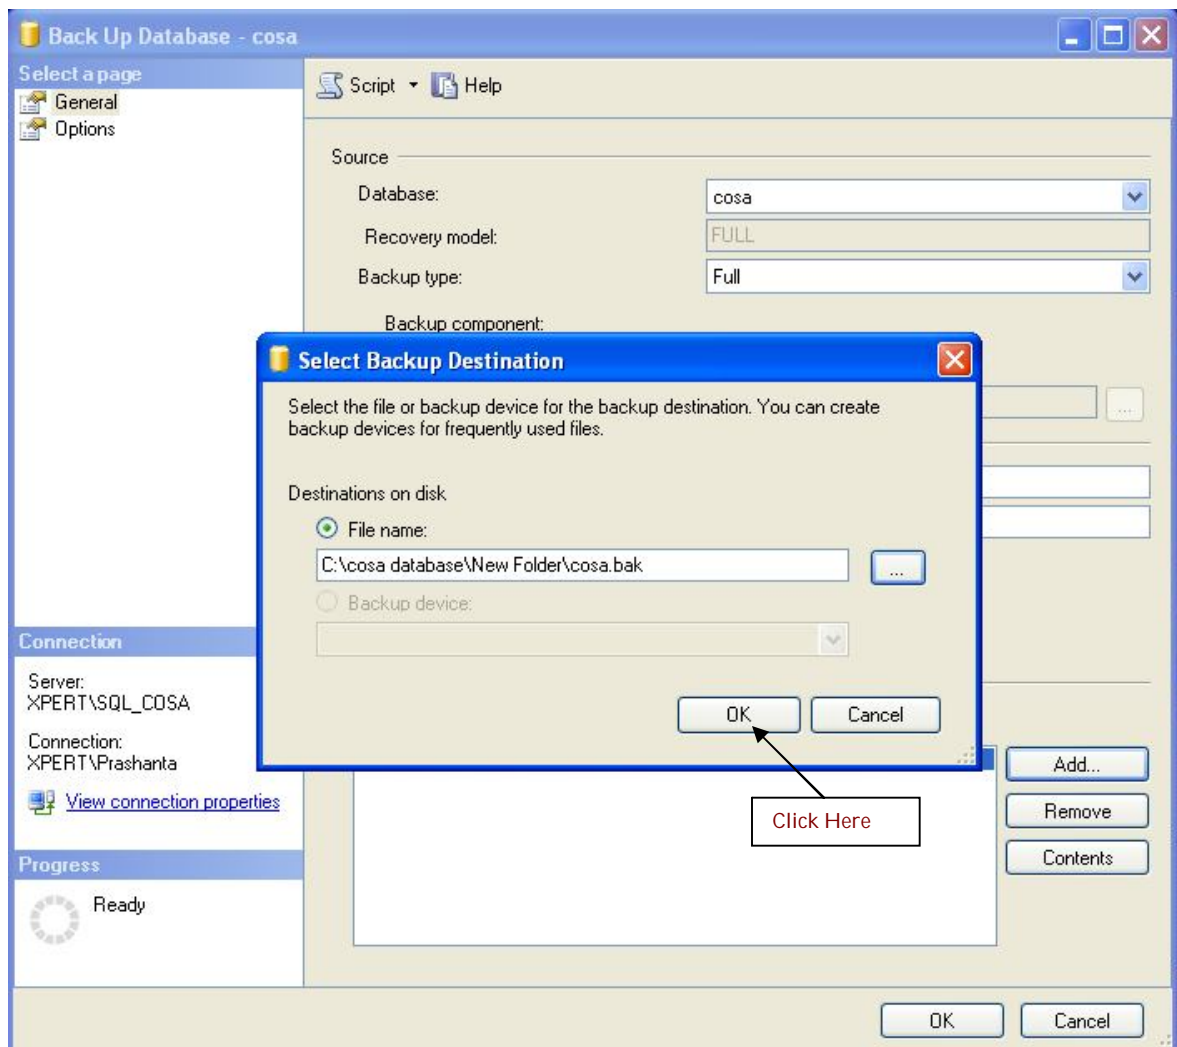 Back Up Database - cosa
Select a page
General
Options
Script
Help
Source
Database:
cosa
Recovery model:
FULL
Backup type:
Full
Backup component:
Select Backup Destination
Select the file or backup device for the backup destination. You can create
backup devices for frequently used files.
Destinations on disk
File name:
C:\cosa database\New Folder\cosa.bak
...
Backup device:
OK
Cancel
...
Connection
Server:
XPERT\SQL_COSA
Connection:
XPERT\Prashanta
View connection properties
Progress
Ready
Click Here
Add...
Remove
Contents
OK
Cancel